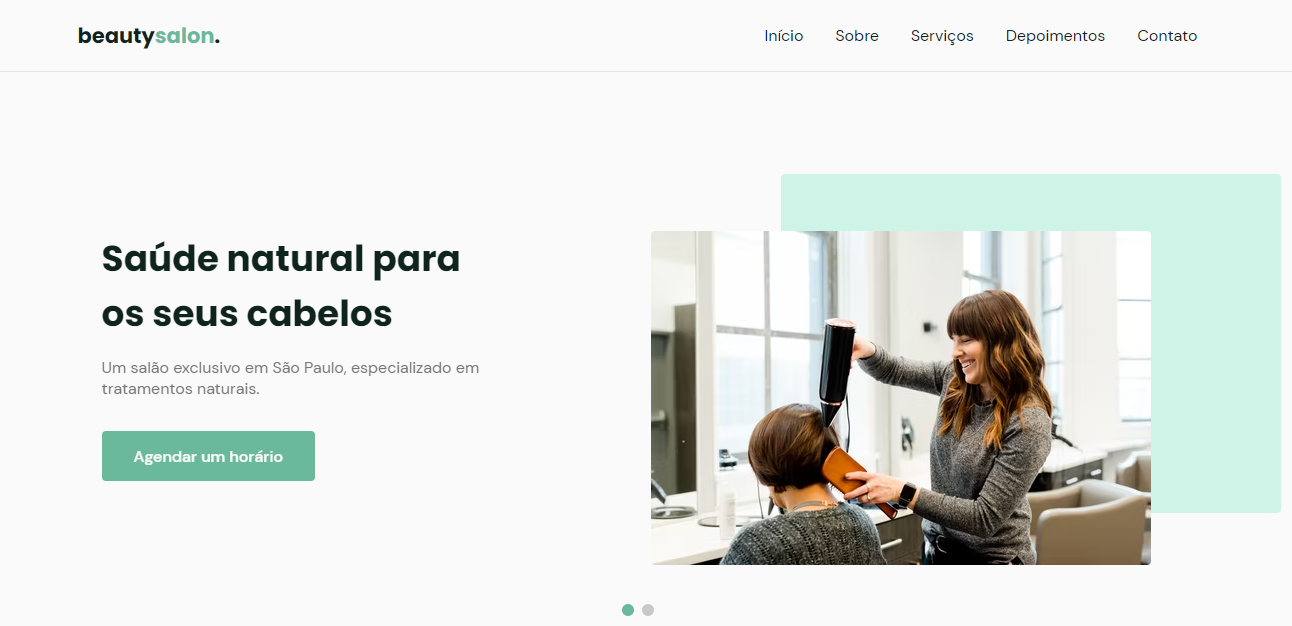 beautysalon.
Início
Sobre
Serviços
Depoimentos
Contato
Saúde natural para
os seus cabelos
Um salão exclusivo em São Paulo, especializado em
tratamentos naturais.
Agendar um horário